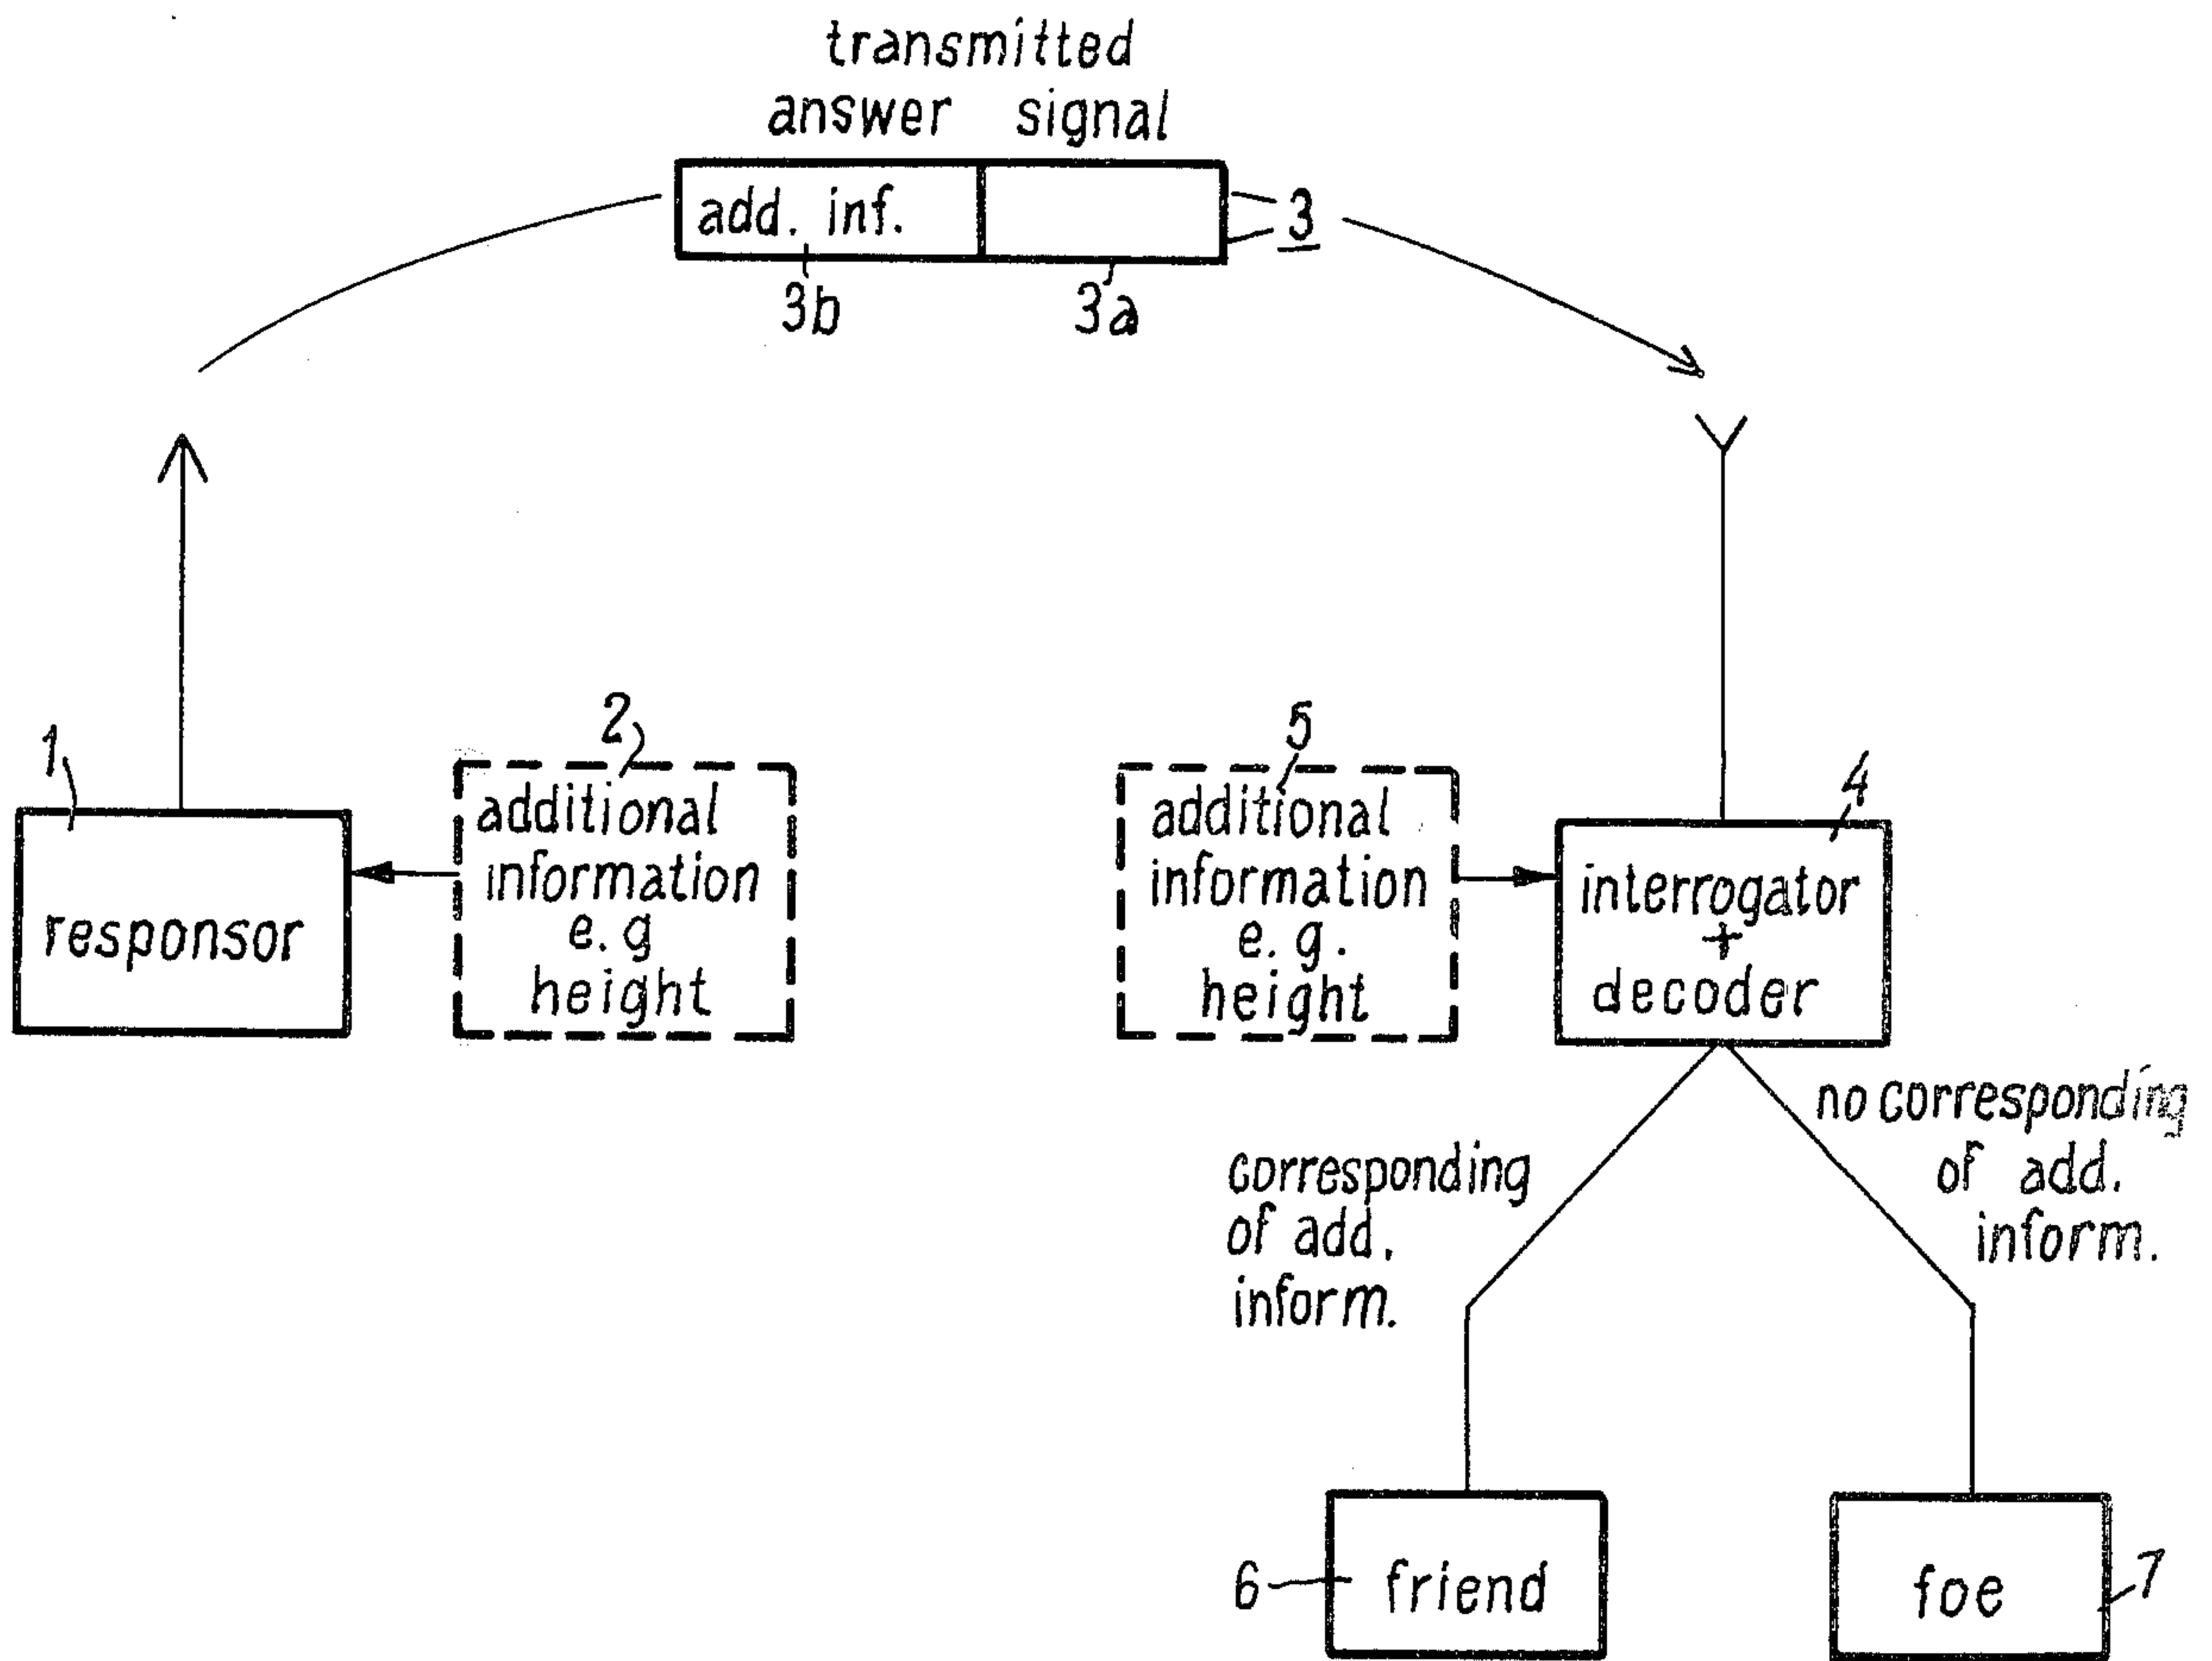 transmitted
answer signal
add. inf.
3
3b
3a
1
responsor
2
additional
information
e.g
height
5
additional
information
e.g.
height
4
interrogator
+
decoder
corresponding
of add.
inform.
no corresponding
of add.
inform.
6
friend
foe
7